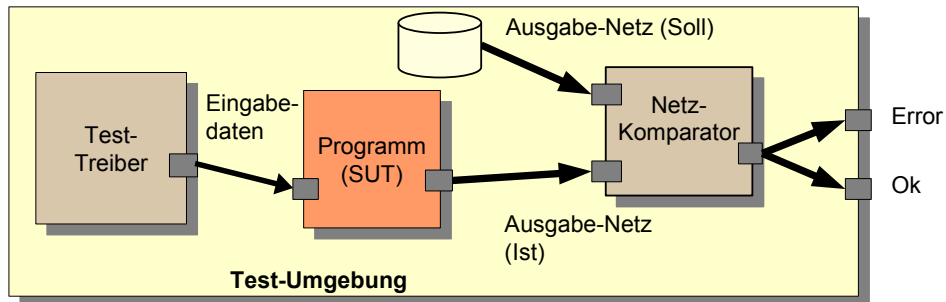 Ausgabe-Netz (Soll)
Test-
Treiber
Eingabe-
daten
Programm
(SUT)
Netz-
Komparator
Error
Ok
Ausgabe-Netz
(Ist)
Test-Umgebung